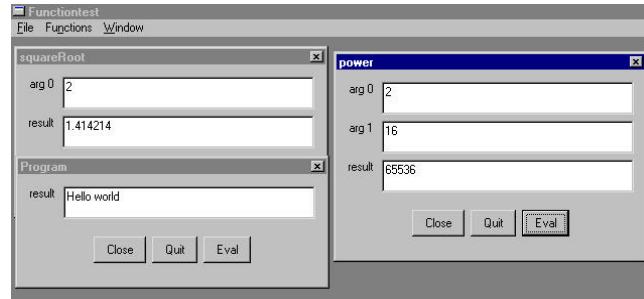 Functiontest
File Functions Window
squareRoot
arg 0 2
result 1.414214
Program
result Hello world
Close Quit Eval
power
arg 0 2
arg 1 16
result 65536
Close Quit Eval